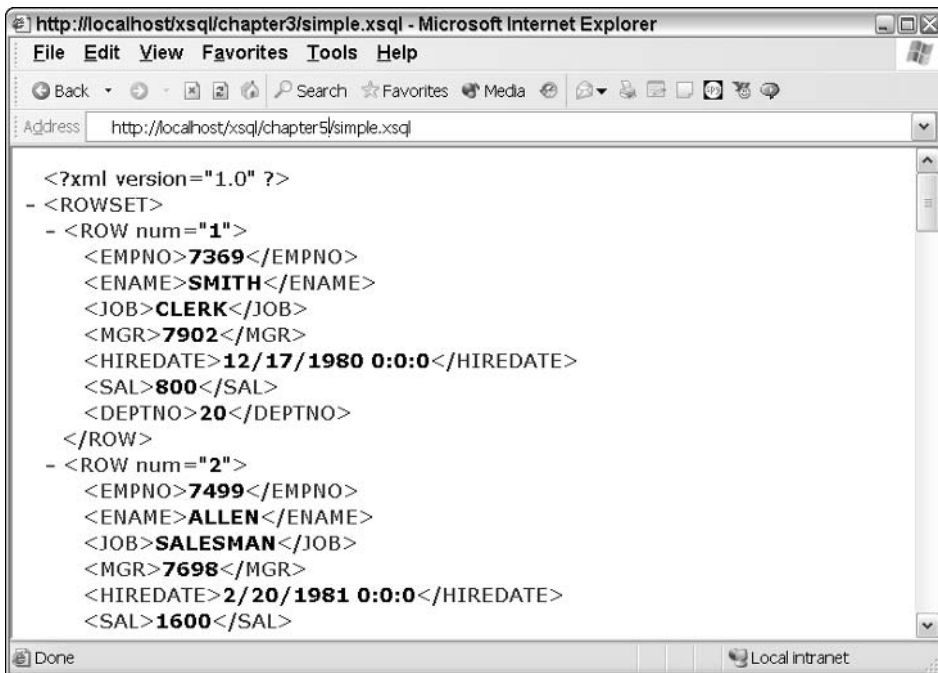 http://localhost/xsql/chapter3/simple.xsql - Microsoft Internet Explorer
File Edit View Favorites Tools Help
Back Search Favorites Media
Address http://localhost/xsql/chapter5/simple.xsql
<?xml version="1.0" ?>
- <ROWSET>
- <ROW num="1">
<EMPNO>7369</EMPNO>
<ENAME>SMITH</ENAME>
<JOB>CLERK</JOB>
<MGR>7902</MGR>
<HIREDATE>12/17/1980 0:0:0</HIREDATE>
<SAL>800</SAL>
<DEPTNO>20</DEPTNO>
</ROW>
- <ROW num="2">
<EMPNO>7499</EMPNO>
<ENAME>ALLEN</ENAME>
<JOB>SALESMAN</JOB>
<MGR>7698</MGR>
<HIREDATE>2/20/1981 0:0:0</HIREDATE>
<SAL>1600</SAL>
Done Local intranet